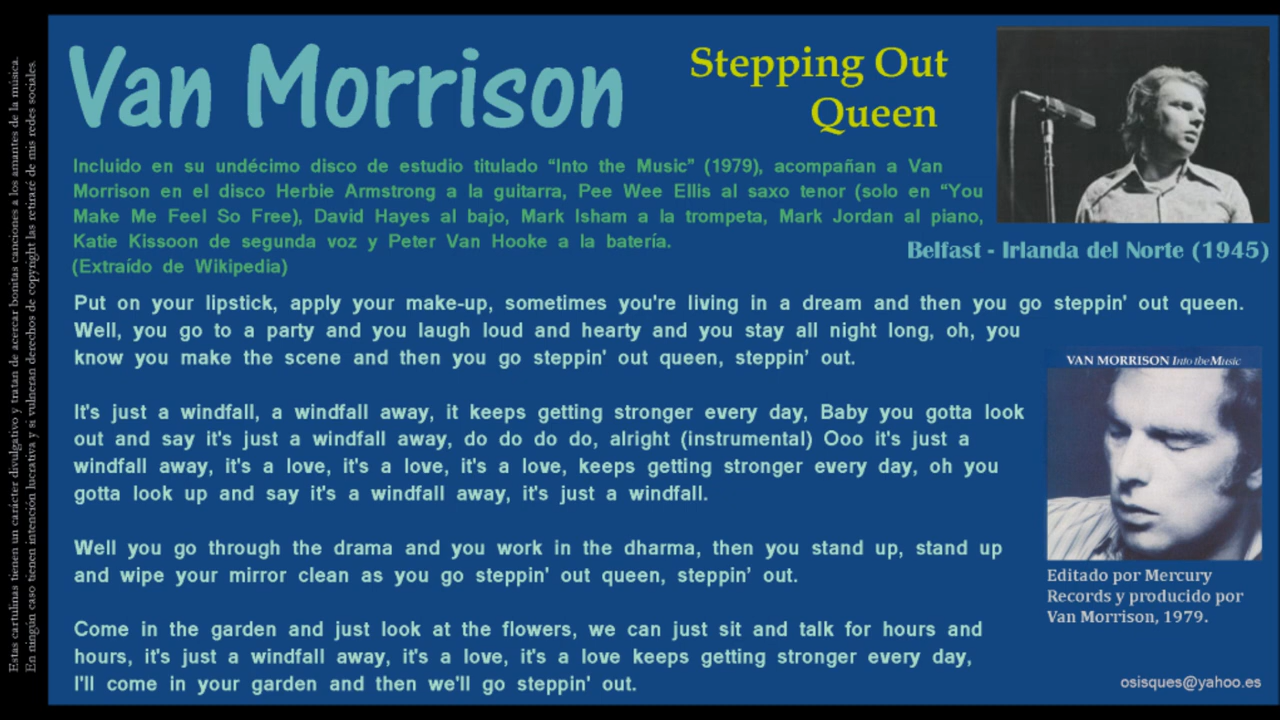 Van Morrison
Stepping Out
Queen
Incluido en su undécimo disco de estudio titulado “Into the Music” (1979), acompañan a Van
Morrison en el disco Herbie Armstrong a la guitarra, Pee Wee Ellis al saxo tenor (solo en “You
Make Me Feel So Free), David Hayes al bajo, Mark Isham a la trompeta, Mark Jordan al piano,
Katie Kissoon de segunda voz y Peter Van Hooke a la batería.
(Extraído de Wikipedia)
Belfast - Irlanda del Norte (1945)
Put on your lipstick, apply your make-up, sometimes you're living in a dream and then you go steppin' out queen.
Well, you go to a party and you laugh loud and hearty and you stay all night long, oh, you
know you make the scene and then you go steppin' out queen, steppin’ out.
It's just a windfall, a windfall away, it keeps getting stronger every day, Baby you gotta look
out and say it's just a windfall away, do do do do, alright (instrumental) Ooo it's just a
windfall away, it's a love, it's a love, it's a love, keeps getting stronger every day, oh you
gotta look up and say it's a windfall away, it's just a windfall.
Well you go through the drama and you work in the dharma, then you stand up, stand up
and wipe your mirror clean as you go steppin' out queen, steppin’ out.
Come in the garden and just look at the flowers, we can just sit and talk for hours and
hours, it's just a windfall away, it's a love, it's a love keeps getting stronger every day,
I'll come in your garden and then we'll go steppin' out.
VAN MORRISON Into the Music
Editado por Mercury
Records y producido por
Van Morrison, 1979.
osisques@yahoo.es
Estas cartulinas tienen un carácter divulgativo y tratan de acercar bonitas canciones a los amantes de la música.
En ningún caso tienen intención lucrativa y si vulneran derechos de copyright las retiraré de mis redes sociales.